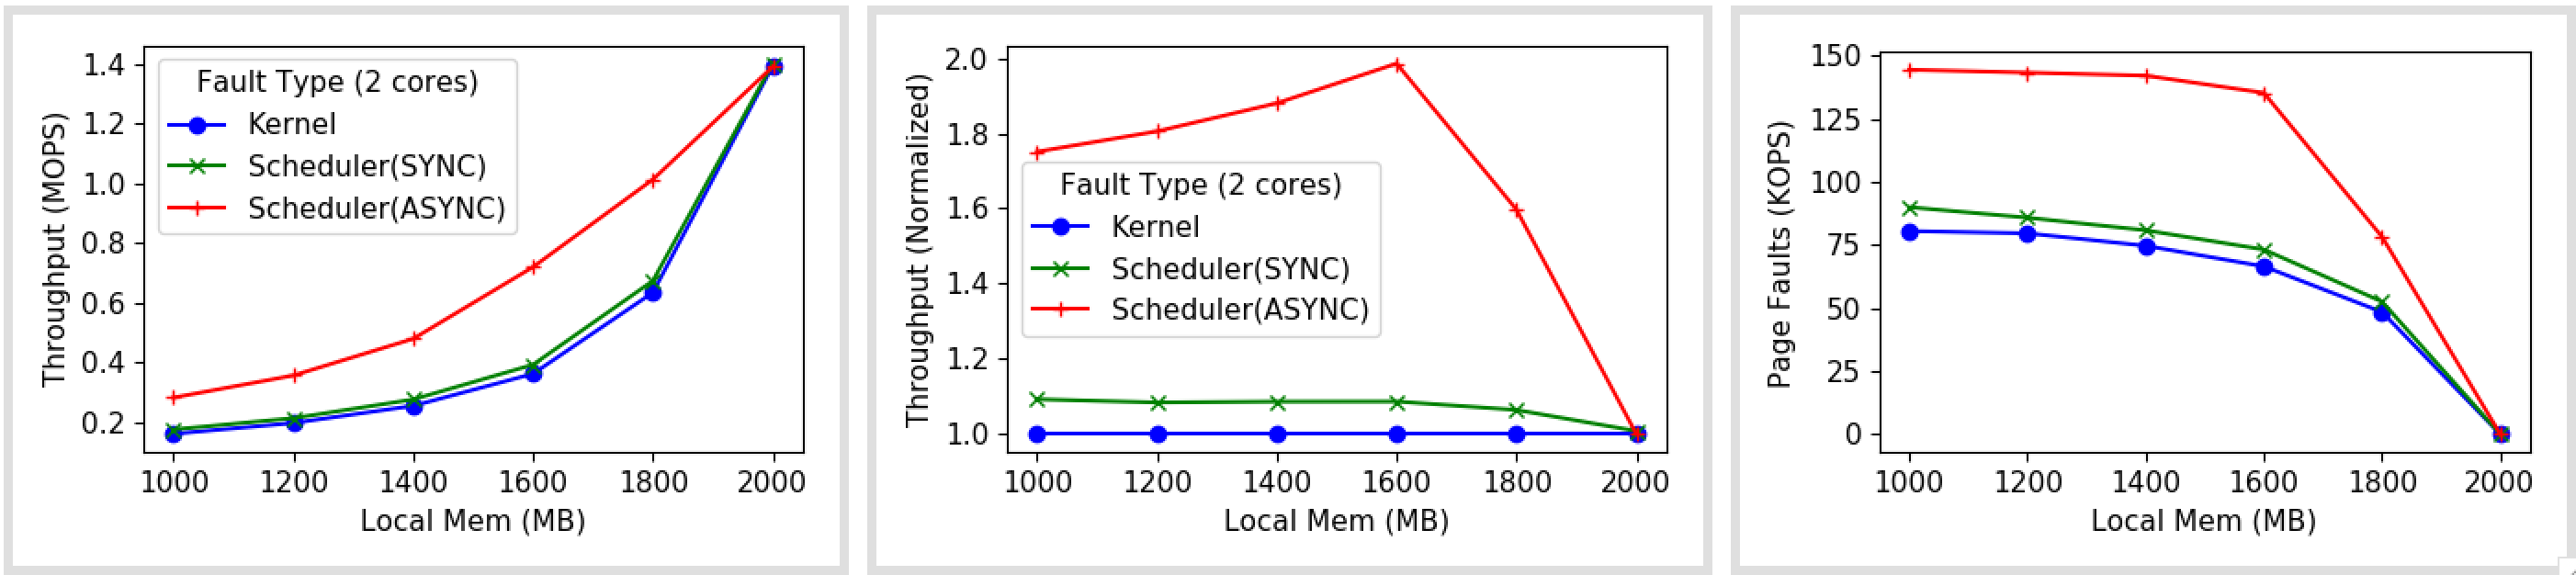 Throughput (MOPS)
1.4
1.2
1.0
0.8
0.6
0.4
0.2
Fault Type (2 cores)
Kernel
Scheduler(SYNC)
Scheduler(ASYNC)
1000 1200 1400 1600 1800 2000
Local Mem (MB)
Throughput (Normalized)
2.0
1.8
1.6
1.4
1.2
1.0
Fault Type (2 cores)
Kernel
Scheduler(SYNC)
Scheduler(ASYNC)
1000 1200 1400 1600 1800 2000
Local Mem (MB)
Page Faults (KOPS)
150
125
100
75
50
25
0
1000 1200 1400 1600 1800 2000
Local Mem (MB)